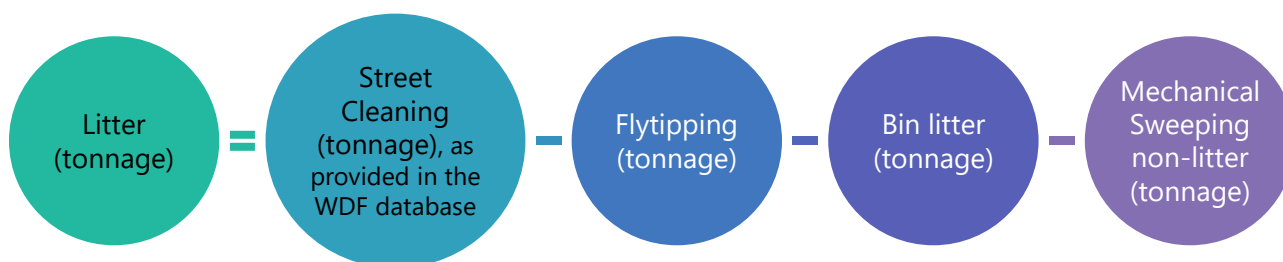 Litter
(tonnage)
=
Street
Cleaning
(tonnage), as
provided in the
WDF database
–
Flytipping
(tonnage)
–
Bin litter
(tonnage)
–
Mechanical
Sweeping
non-litter
(tonnage)